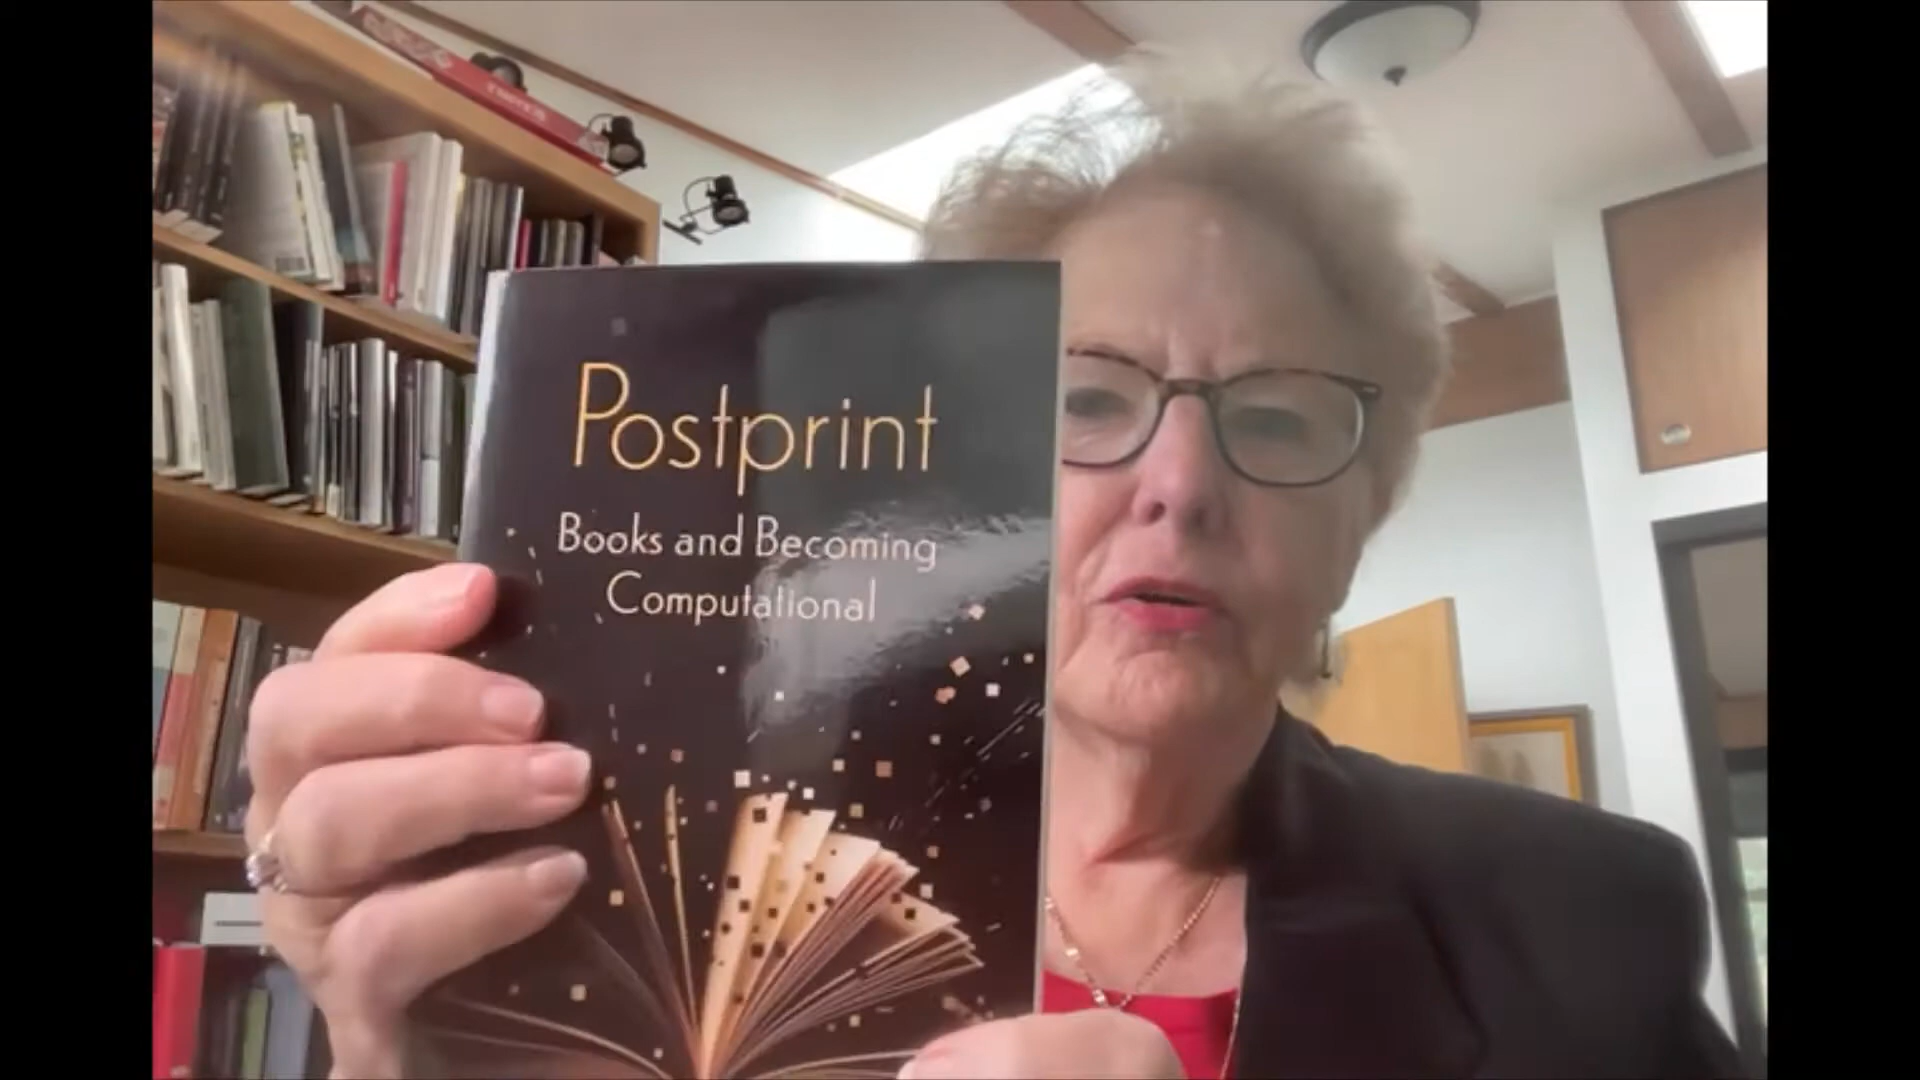 Postprint
Books and Becoming
Computational